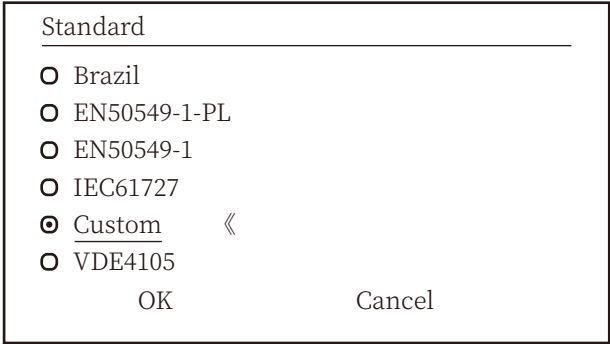 Standard
Brazil
EN50549-1-PL
EN50549-1
IEC61727
Custom 《
VDE4105
OK Cancel